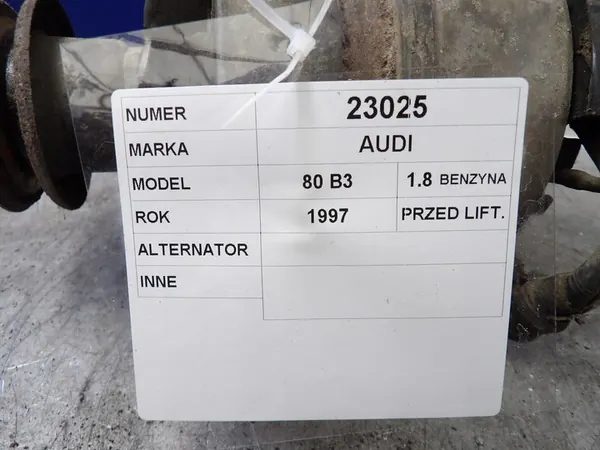 NUMER 23025
MARKA AUDI
MODEL 80 B3 1.8 BENZYNA
ROK 1997 PRZED LIFT.
ALTERNATOR
INNE